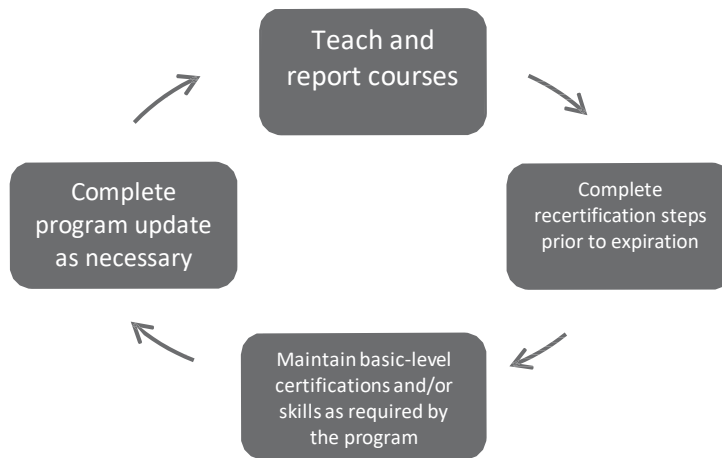 Teach and
report courses
Complete
recertification steps
prior to expiration
Maintain basic-level
certifications and/or
skills as required by
the program
Complete
program update
as necessary